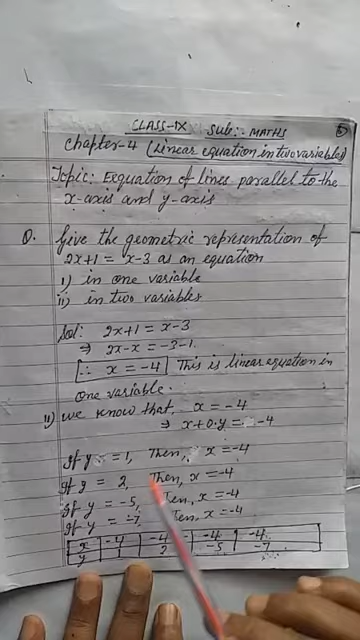 CLASS-IX Sub:- MATHS 5
Chapter-4 (Linear equation in two variables)
Topic: Eequation of lines parallel to the
x-axis and y-axis
Q. Give the geometric representation of
2x+1 = x-3 as an equation
i) in one variable
ii) in two variables
Sol: 2x+1 = x-3
⇒ 2x-x = -3-1
∴ x = -4 This is linear equation in
one variable.
ii) we know that, x = -4
⇒ x+0.y = -4
If y = 1, Then, x = -4
If y = 2, Then, x = -4
If y = -5, x = -4
If y = -7, x = -4
x -4 -4 -4 -4
y 1 2 -5 -7